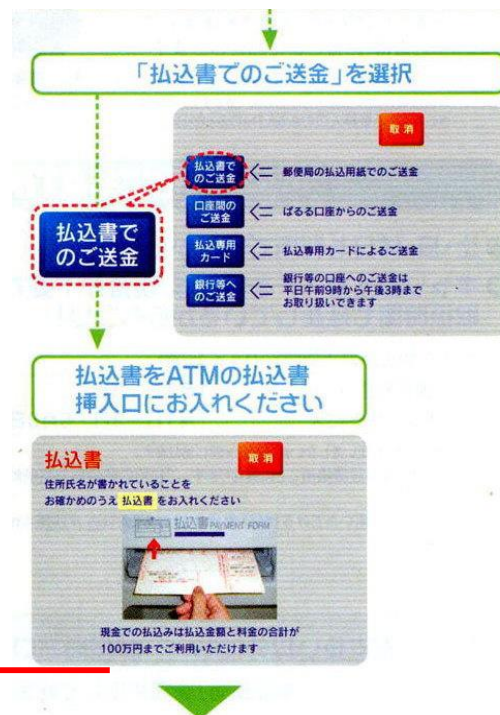 「払込書でのご送金」を選択
取消
払込書で
のご送金
郵便局の払込用紙でのご送金
口座間の
ご送金
ぱるる口座からのご送金
払込専用
カード
払込専用カードによるご送金
銀行等へ
のご送金
銀行等の口座へのご送金は
平日午前9時から午後3時まで
お取り扱いできます
払込書で
のご送金
払込書をATMの払込書
挿入口にお入れください
払込書
取消
住所氏名が書かれていることを
お確かめのうえ 払込書 をお入れください
払込書 PAYMENT FORM
現金での払込みは払込金額と料金の合計が
100万円までご利用いただけます